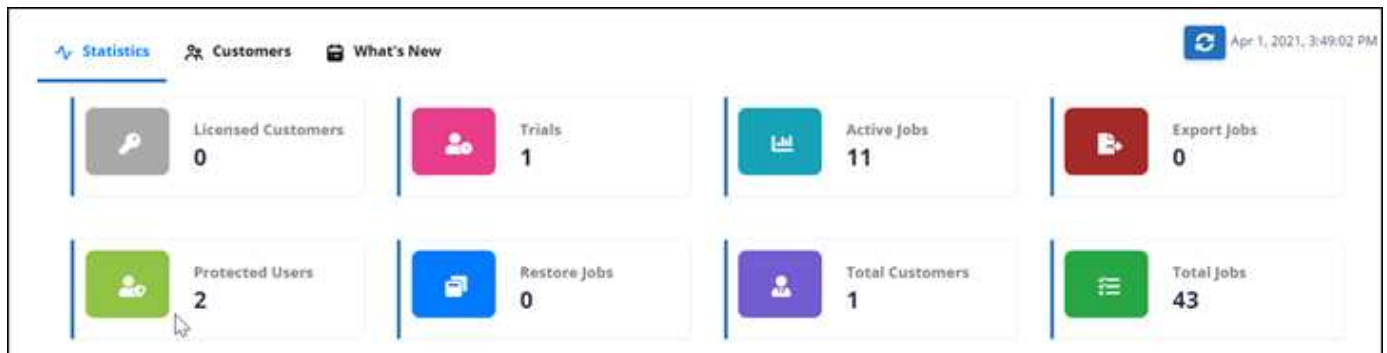 Statistics
Customers
What's New
Apr 1, 2021, 3:49:02 PM
Licensed Customers
0
Trials
1
Active Jobs
11
Export Jobs
0
Protected Users
2
Restore Jobs
0
Total Customers
1
Total Jobs
43